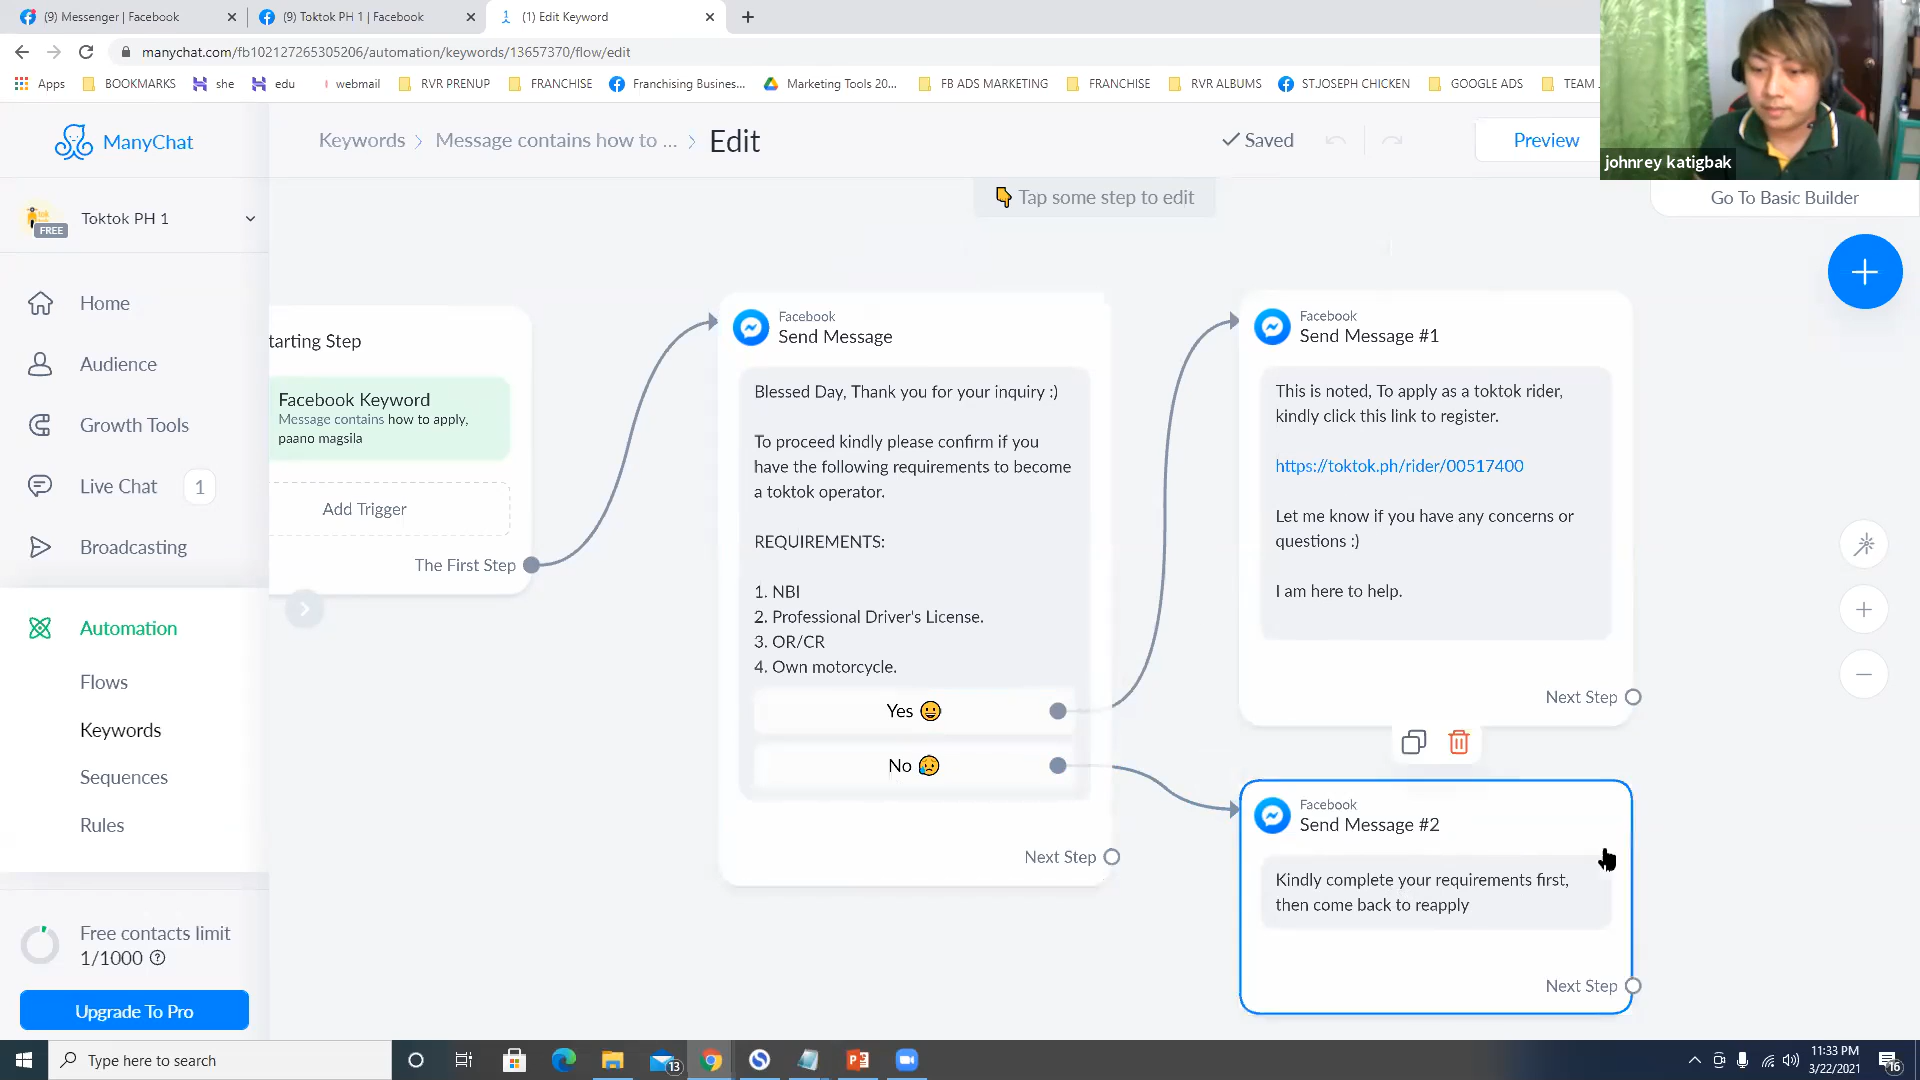 (9) Messenger | Facebook
(9) Toktok PH 1 | Facebook
(1) Edit Keyword
manychat.com/fb102127265305206/automation/keywords/13657370/flow/edit
Apps
BOOKMARKS
she
edu
webmail
RVR PRENUP
FRANCHISE
Franchising Busines...
Marketing Tools 20...
FB ADS MARKETING
FRANCHISE
RVR ALBUMS
ST.JOSEPH CHICKEN
GOOGLE ADS
TEAM
johnrey katigbak
ManyChat
Keywords
Message contains how to ...
Edit
Saved
Preview
Tap some step to edit
Go To Basic Builder
Toktok PH 1
FREE
Home
Audience
Growth Tools
Live Chat
1
Broadcasting
Automation
Flows
Keywords
Sequences
Rules
Free contacts limit
1/1000
Upgrade To Pro
tarting Step
Facebook Keyword
Message contains how to apply,
paano magsila
Add Trigger
The First Step
Facebook
Send Message
Blessed Day, Thank you for your inquiry :)
To proceed kindly please confirm if you
have the following requirements to become
a toktok operator.
REQUIREMENTS:
1. NBI
2. Professional Driver's License.
3. OR/CR
4. Own motorcycle.
Yes 😀
No 😥
Next Step
Facebook
Send Message #1
This is noted, To apply as a toktok rider,
kindly click this link to register.
https://toktok.ph/rider/00517400
Let me know if you have any concerns or
questions :)
I am here to help.
Next Step
Facebook
Send Message #2
Kindly complete your requirements first,
then come back to reapply
Next Step
Type here to search
13
11:33 PM
3/22/2021
16